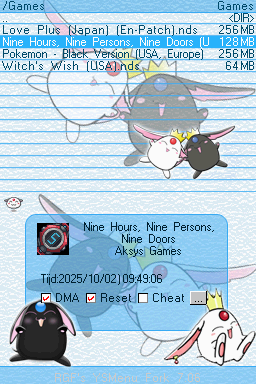 /Games Games
.. <DIR>
Love Plus (Japan) (En-Patch).nds 256MB
Nine Hours, Nine Persons, Nine Doors (U 128MB
Pokemon - Black Version (USA, Europe) 256MB
Witch's Wish (USA).nds 64MB
Nine Hours, Nine Persons,
Nine Doors
Aksys Games
Tijd:2025/10/02 09:49:06
DMA Reset Cheat ...